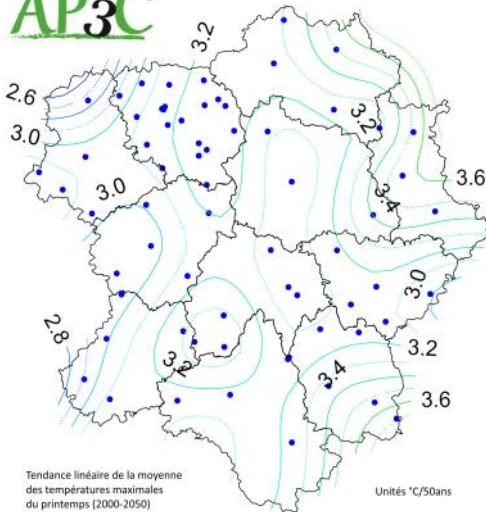 AP3C
3.2
2.6
3.0
3.0
3.2
3.6
3.4
3.0
2.8
3.2
3.2
3.4
3.6
Tendance linéaire de la moyenne
des températures maximales
du printemps (2000-2050)
Unités °C/50ans